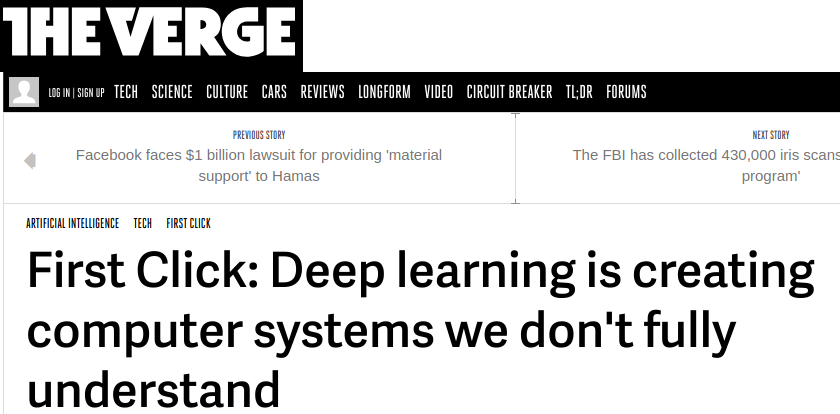 THE VERGE
LOG IN | SIGN UP TECH SCIENCE CULTURE CARS REVIEWS LONGFORM VIDEO CIRCUIT BREAKER TL;DR FORUMS
PREVIOUS STORY
Facebook faces $1 billion lawsuit for providing 'material
support' to Hamas
NEXT STORY
The FBI has collected 430,000 iris scans
program'
ARTIFICIAL INTELLIGENCE TECH FIRST CLICK
First Click: Deep learning is creating
computer systems we don't fully
understand